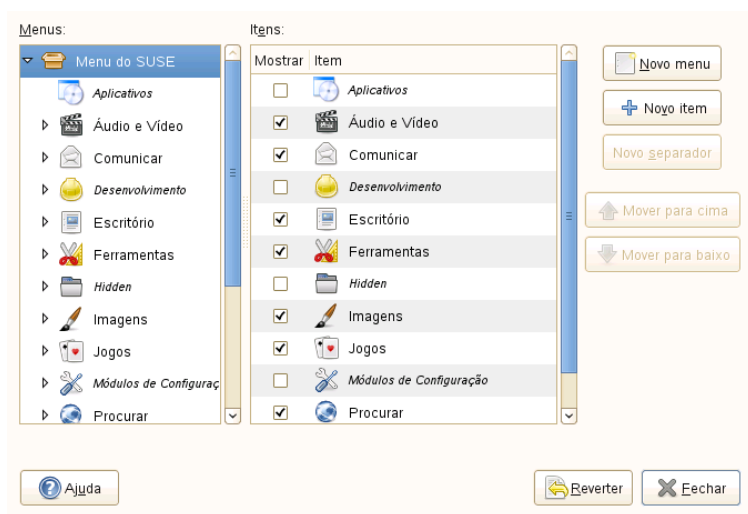 Menus:
Menu do SUSE
Aplicativos
Áudio e Vídeo
Comunicar
Desenvolvimento
Escritório
Ferramentas
Hidden
Imagens
Jogos
Módulos de Configuraç
Procurar
Itens:
Mostrar Item
Aplicativos
Áudio e Vídeo
Comunicar
Desenvolvimento
Escritório
Ferramentas
Hidden
Imagens
Jogos
Módulos de Configuração
Procurar
Novo menu
Novo item
Novo separador
Mover para cima
Mover para baixo
Ajuda
Reverter
Fechar